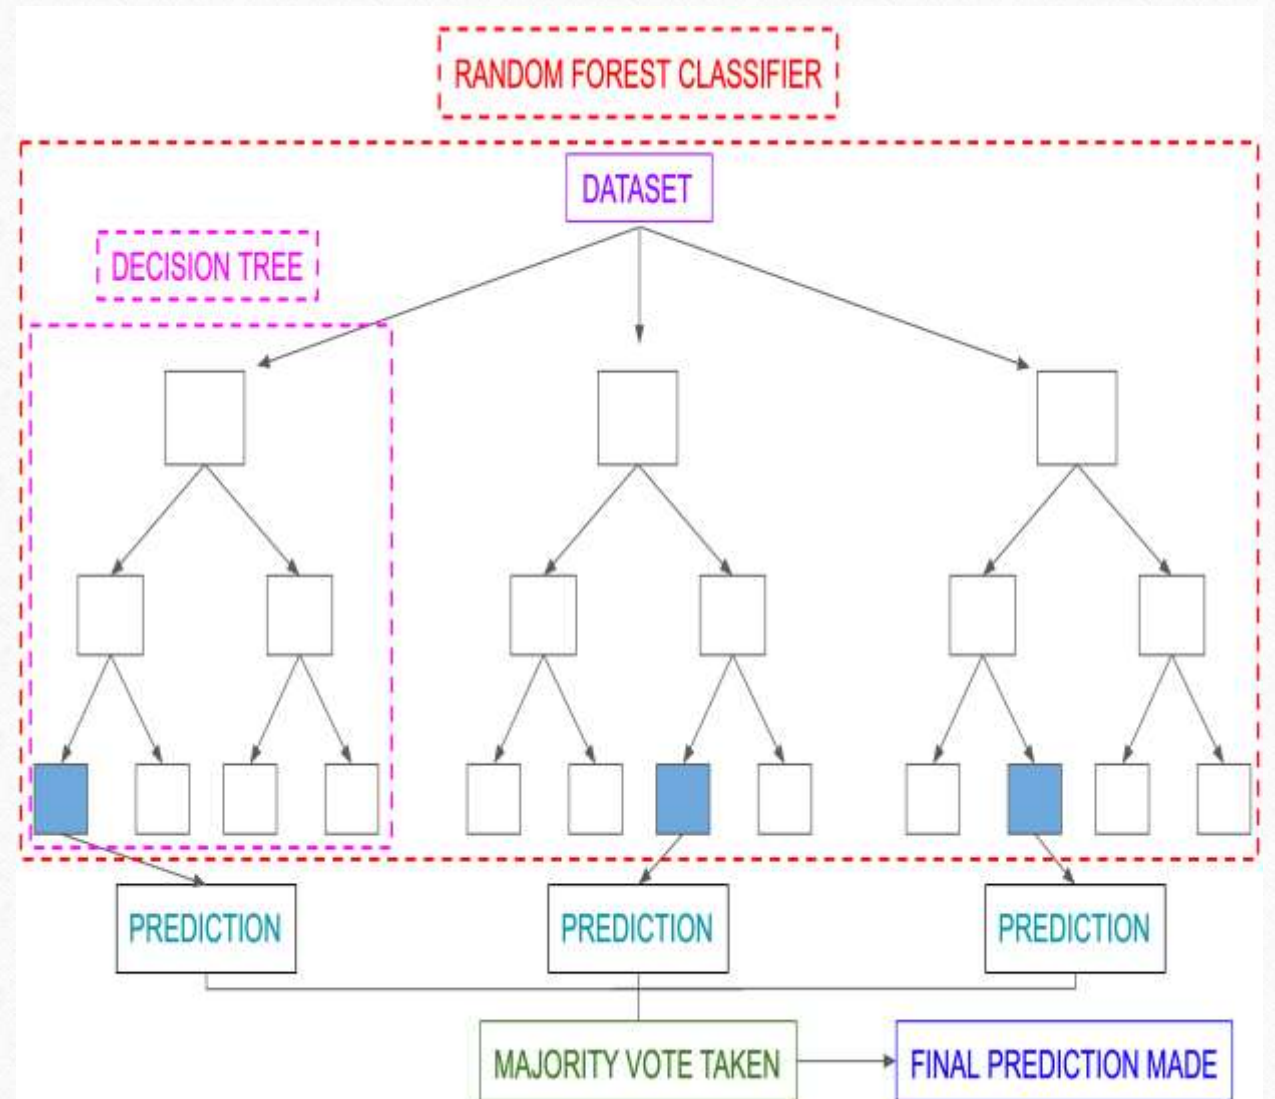 RANDOM FOREST CLASSIFIER
DATASET
DECISION TREE
PREDICTION
PREDICTION
PREDICTION
MAJORITY VOTE TAKEN
FINAL PREDICTION MADE